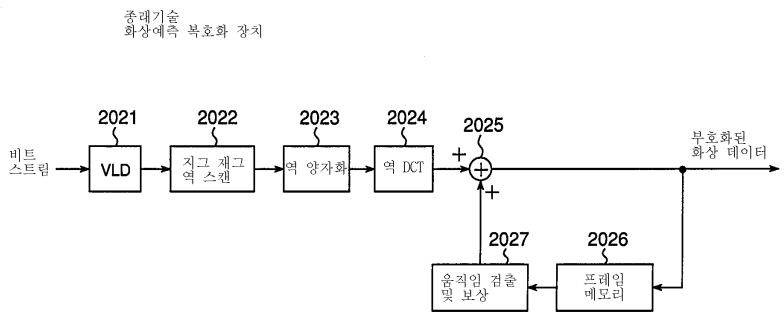 종래기술
화상예측 복호화 장치
2021
2022
2023
2024
2025
비트
스트림
VLD
지그 재그
역 스캔
역 양자화
역 DCT
+
+
+
부호화된
화상 데이터
2027
2026
움직임 검출
및 보상
프레임
메모리